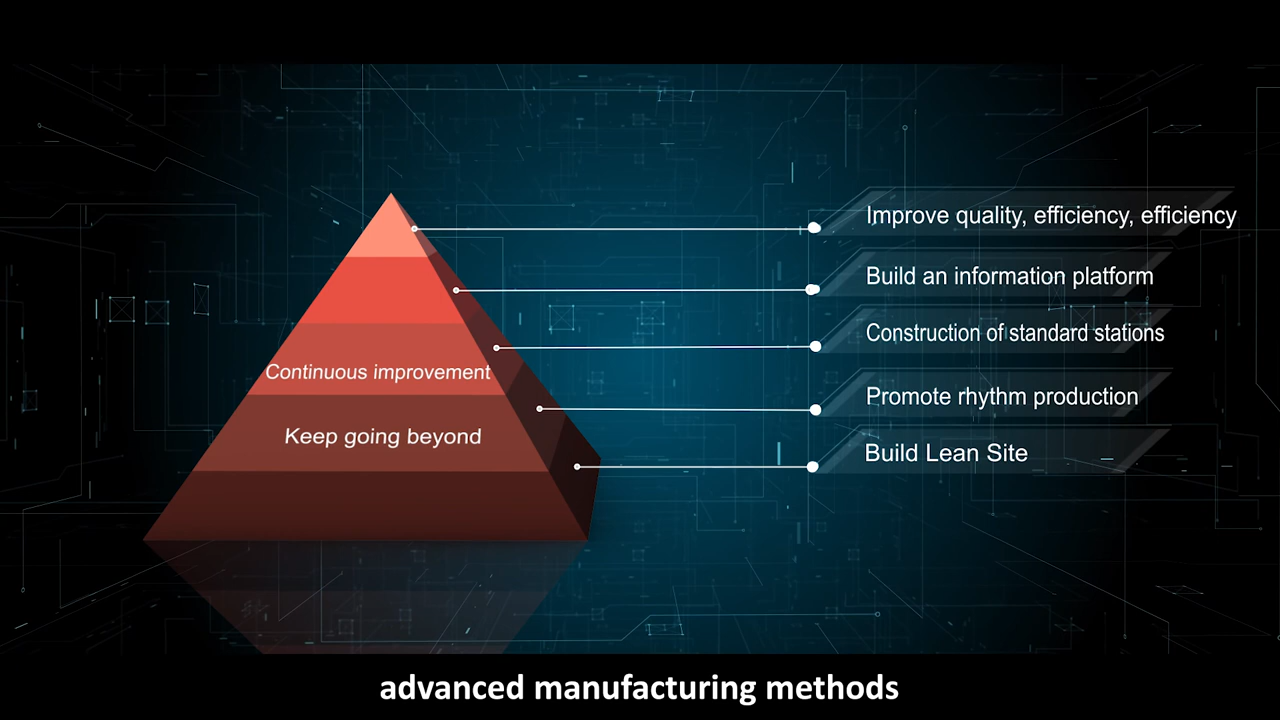 Improve quality, efficiency, efficiency
Build an information platform
Construction of standard stations
Continuous improvement
Promote rhythm production
Keep going beyond
Build Lean Site
advanced manufacturing methods